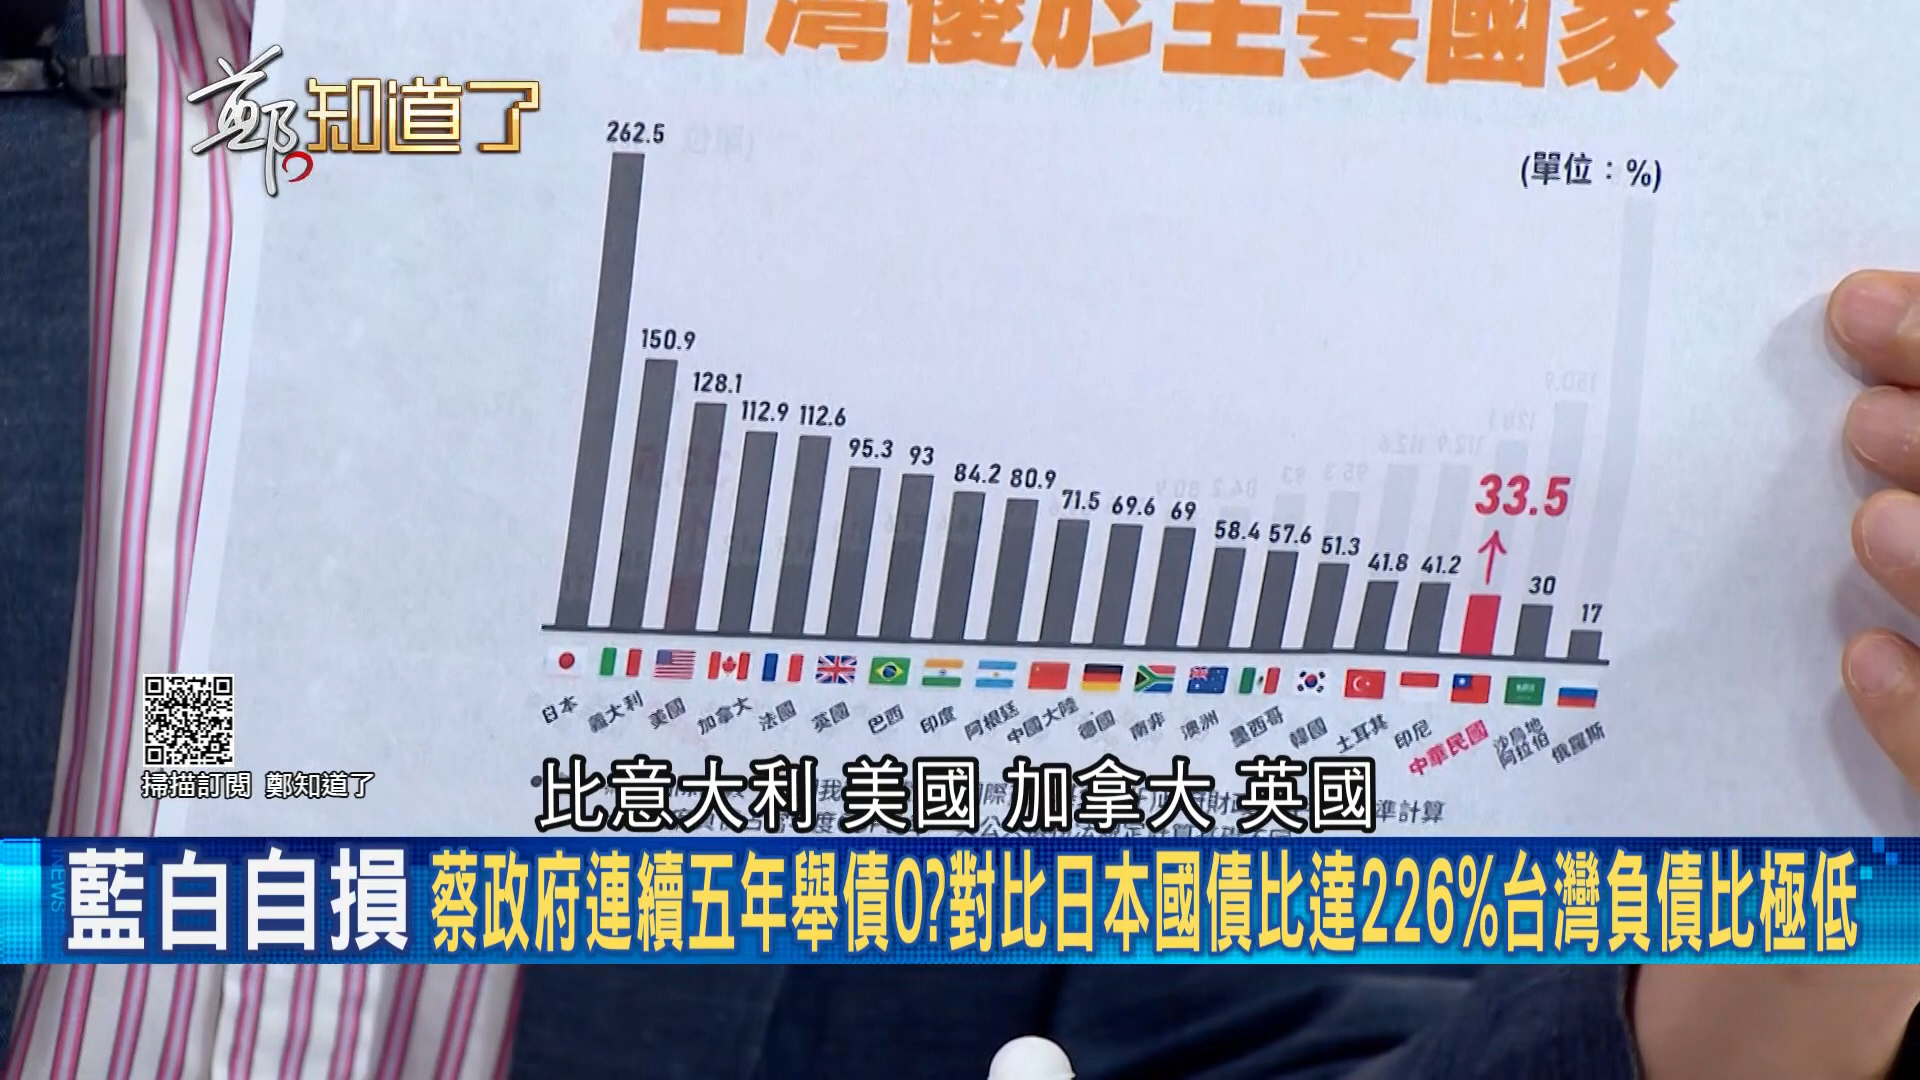 台灣優於主要國家
鄭知道了
(單位：%)
262.5
150.9
128.1
112.9
112.6
95.3
93
84.2
80.9
71.5
69.6
69
58.4
57.6
51.3
41.8
41.2
33.5
30
17
日本
義大利
美國
加拿大
法國
英國
巴西
印度
阿根廷
中國大陸
德國
南非
澳洲
墨西哥
韓國
土耳其
印尼
中華民國
沙烏地
阿拉伯
俄羅斯
準計算
掃描訂閱 鄭知道了
比意大利 美國 加拿大 英國
NEWS
藍白自損
蔡政府連續五年舉債0?對比日本國債比達226%台灣負債比極低